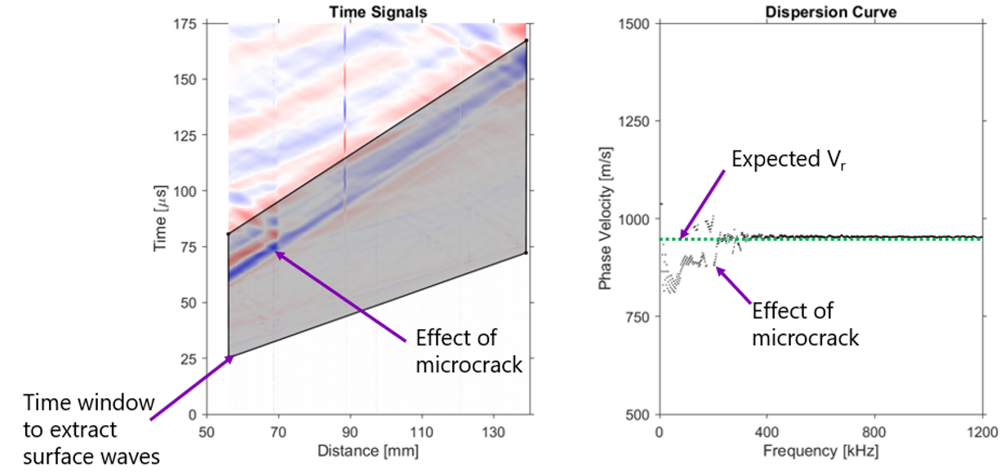 Time Signals
175
150
125
100
75
50
25
0
Time [μs]
50
70
90
110
130
Distance [mm]
Effect of
microcrack
Time window
to extract
surface waves
Dispersion Curve
1500
1250
1000
750
500
Phase Velocity [m/s]
0
400
800
1200
Frequency [kHz]
Expected Vr
Effect of
microcrack